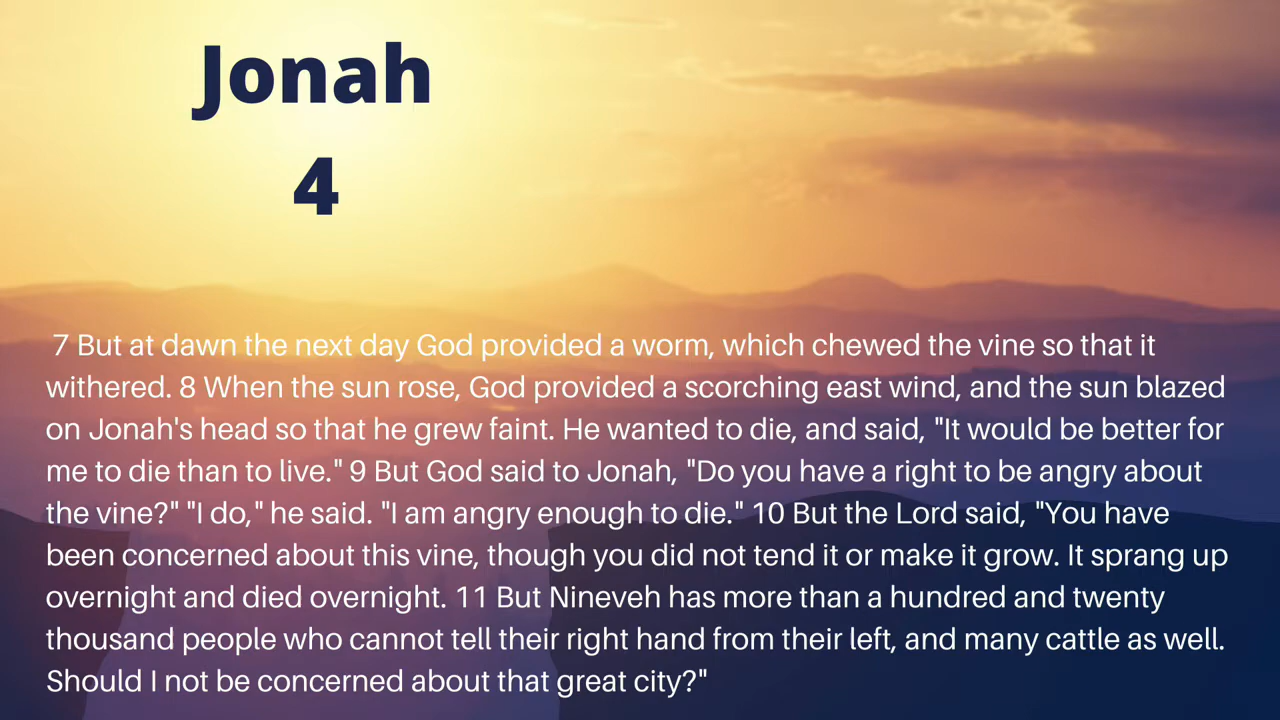 Jonah
4
7 But at dawn the next day God provided a worm, which chewed the vine so that it
withered. 8 When the sun rose, God provided a scorching east wind, and the sun blazed
on Jonah's head so that he grew faint. He wanted to die, and said, "It would be better for
me to die than to live." 9 But God said to Jonah, "Do you have a right to be angry about
the vine?" "I do," he said. "I am angry enough to die." 10 But the Lord said, "You have
been concerned about this vine, though you did not tend it or make it grow. It sprang up
overnight and died overnight. 11 But Nineveh has more than a hundred and twenty
thousand people who cannot tell their right hand from their left, and many cattle as well.
Should I not be concerned about that great city?"